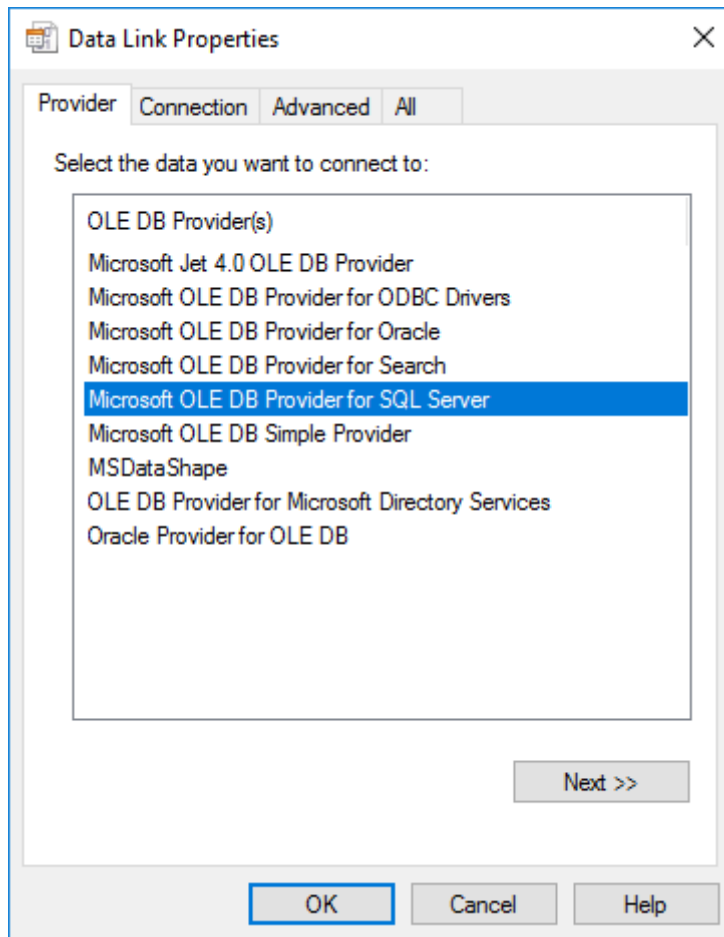 Data Link Properties
Provider Connection Advanced All
Select the data you want to connect to:
OLE DB Provider(s)
Microsoft Jet 4.0 OLE DB Provider
Microsoft OLE DB Provider for ODBC Drivers
Microsoft OLE DB Provider for Oracle
Microsoft OLE DB Provider for Search
Microsoft OLE DB Provider for SQL Server
Microsoft OLE DB Simple Provider
MSDataShape
OLE DB Provider for Microsoft Directory Services
Oracle Provider for OLE DB
Next >>
OK Cancel Help